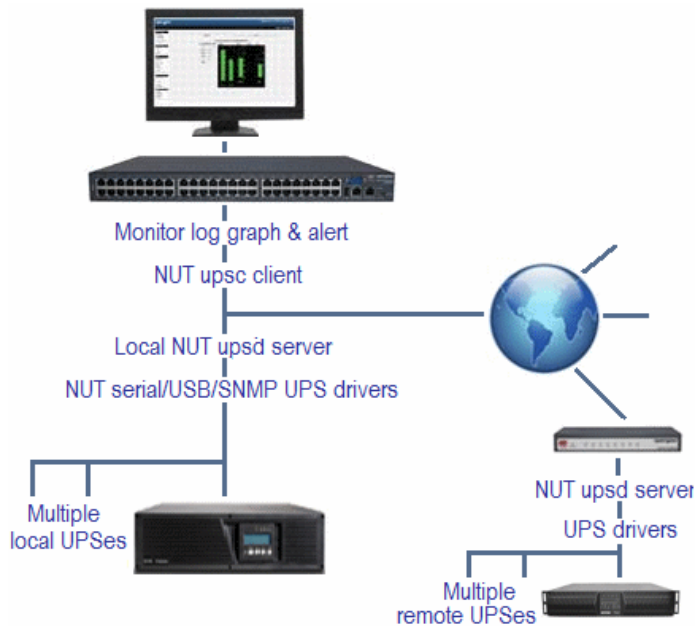 Monitor log graph & alert
NUT upsc client
Local NUT upsd server
NUT serial/USB/SNMP UPS drivers
Multiple
local UPSes
NUT upsd server
UPS drivers
Multiple
remote UPSes